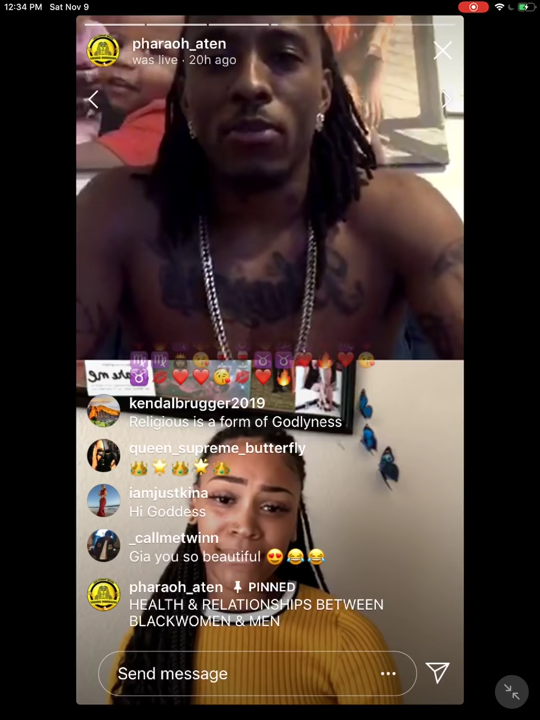 12:34 PM Sat Nov 9
pharaoh_aten
was live · 20h ago
kendalbrugger2019
Religious is a form of Godlyness
queen_supreme_butterfly
👑🌟👑🌟👑
iamjustkina
Hi Goddess
_callmetwinn
Gia you so beautiful 😍😂😂
pharaoh_aten 📌 PINNED
HEALTH & RELATIONSHIPS BETWEEN
BLACKWOMEN & MEN
Send message